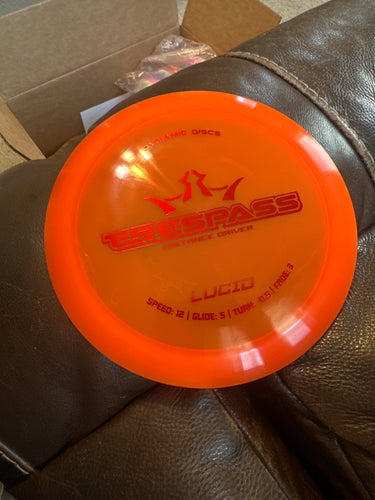 DYNAMIC DISCS
TRESPASS
DISTANCE DRIVER
LUCID
SPEED: 12 | GLIDE: 5 | TURN: -0.5 | FADE: 3